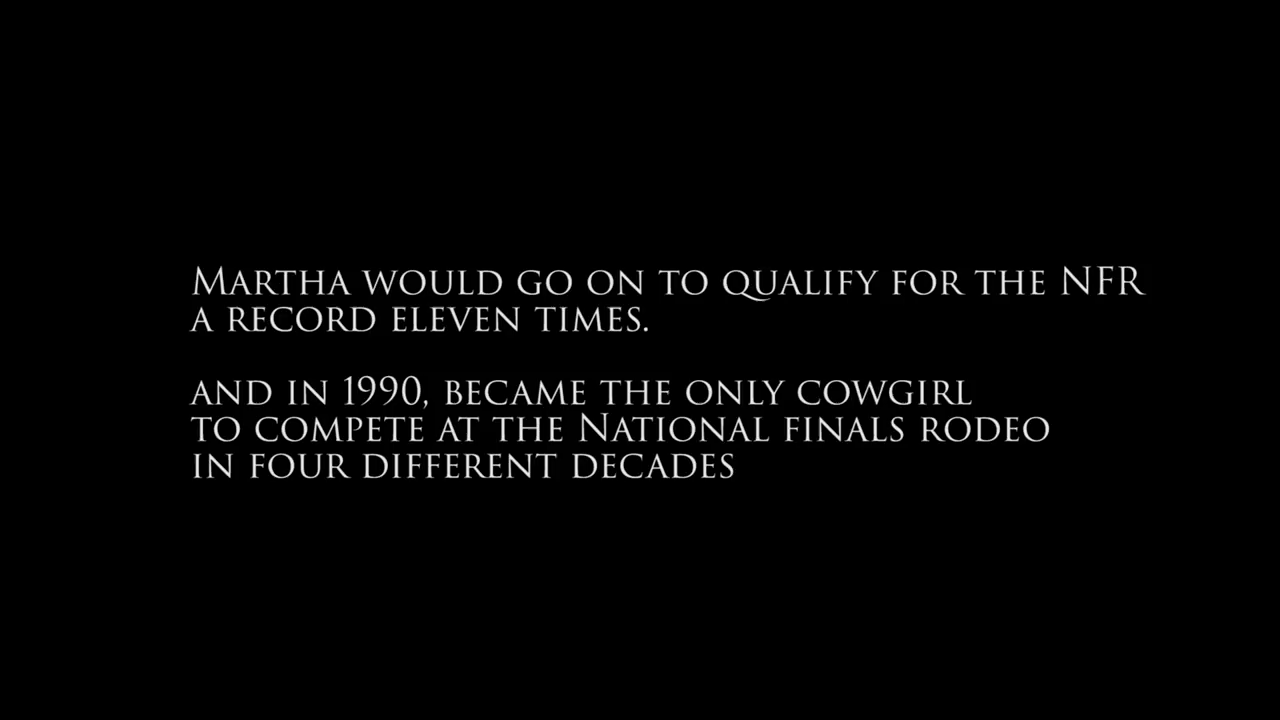 Martha would go on to qualify for the NFR
a record eleven times.
and in 1990, became the only cowgirl
to compete at the National finals rodeo
in four different decades